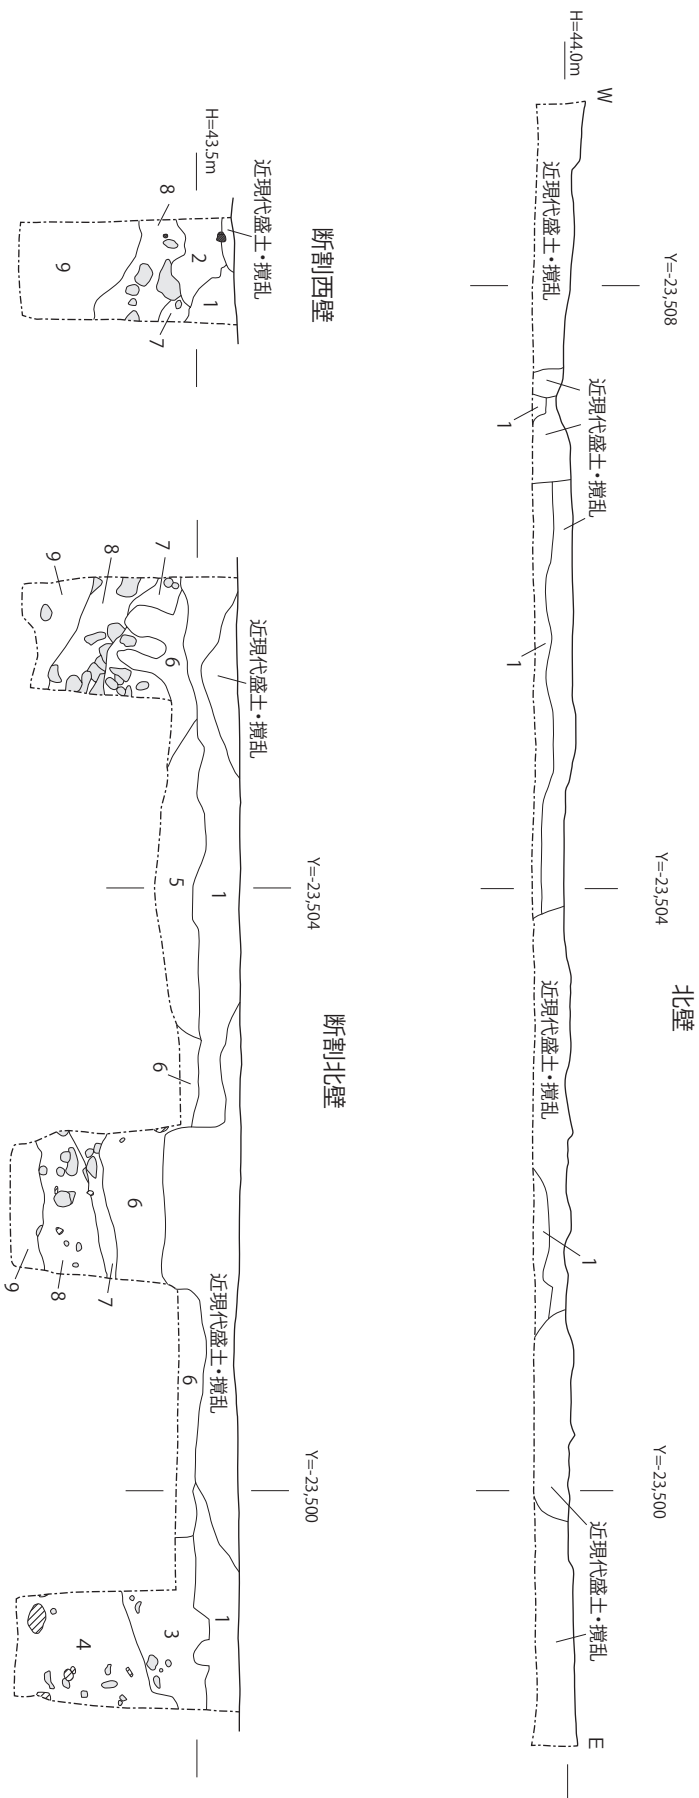 北壁
W
E
H=44.0m
Y=-23,508
Y=-23,504
Y=-23,500
近現代盛土・撹乱
近現代盛土・撹乱
1
近現代盛土・撹乱
1
1
近現代盛土・撹乱
断割西壁
H=43.5m
近現代盛土・撹乱
8
2
1
9
7
断割北壁
Y=-23,504
Y=-23,500
近現代盛土・撹乱
7
8
9
6
5
1
6
6
7
8
9
近現代盛土・撹乱
6
1
3
4